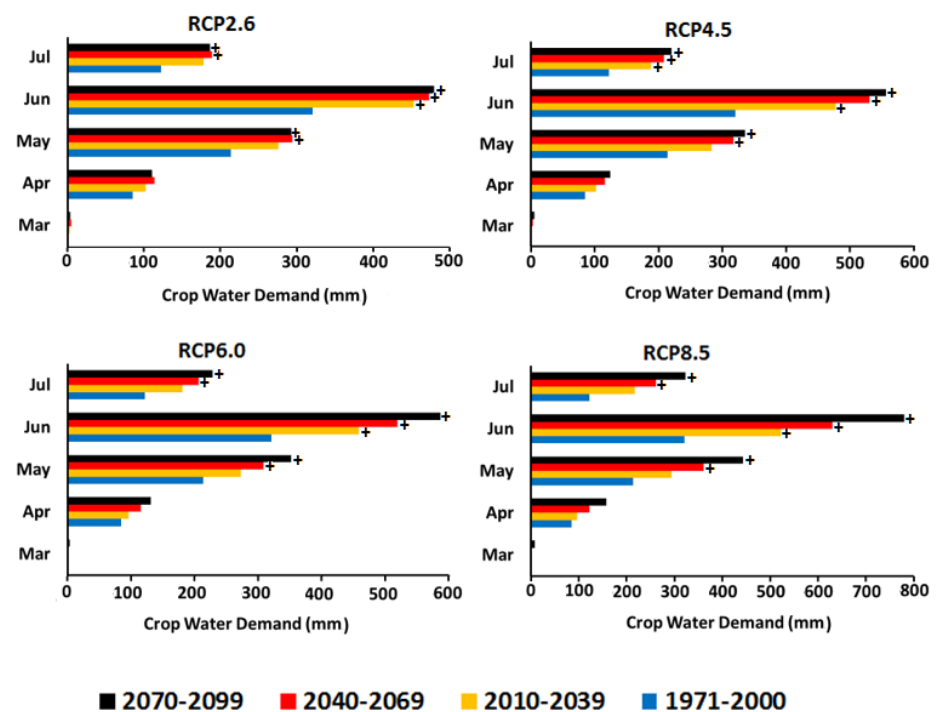 RCP2.6
Jul
Jun
May
Apr
Mar
0 100 200 300 400 500
Crop Water Demand (mm)
RCP4.5
Jul
Jun
May
Apr
Mar
0 100 200 300 400 500 600
Crop Water Demand (mm)
RCP6.0
Jul
Jun
May
Apr
Mar
0 100 200 300 400 500 600
Crop Water Demand (mm)
RCP8.5
Jul
Jun
May
Apr
Mar
0 100 200 300 400 500 600 700 800
Crop Water Demand (mm)
2070-2099 2040-2069 2010-2039 1971-2000